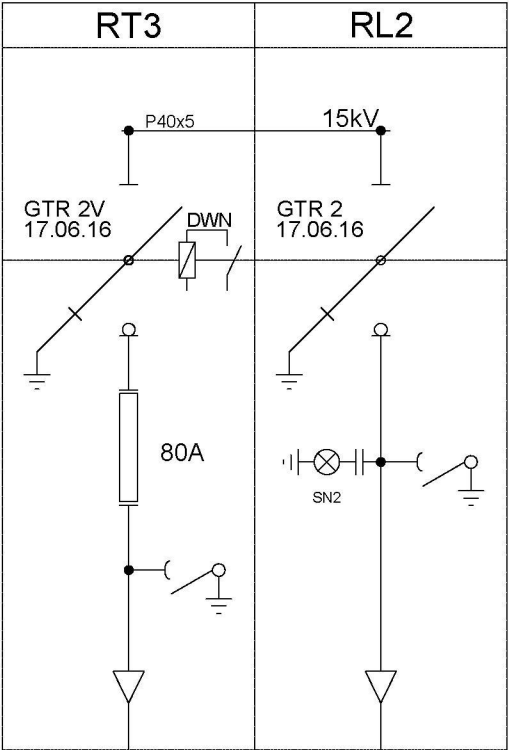 RT3
RL2
P40x5
15kV
GTR 2V
17.06.16
DWN
GTR 2
17.06.16
80A
SN2